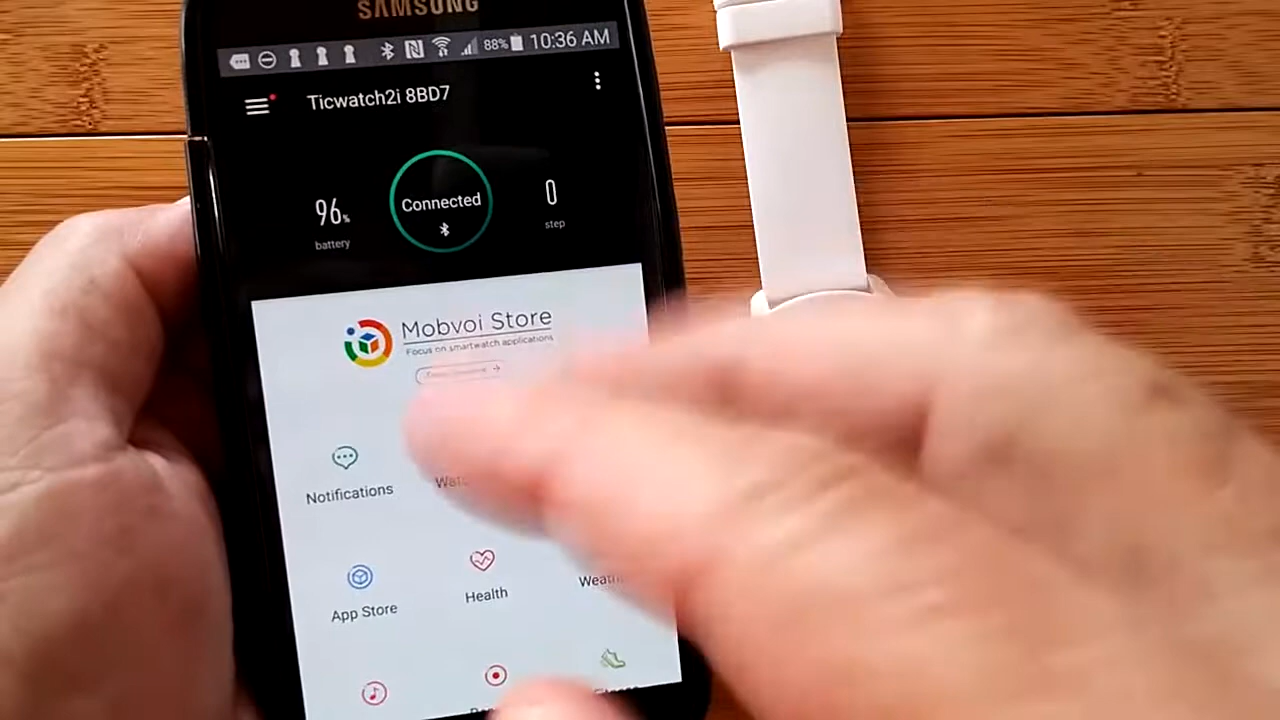 SAMSUNG
88% 10:36 AM
Ticwatch2i 8BD7
96% Connected 0
battery step
Mobvoi Store
Focus on smartwatch applications
Notifications
App Store Health